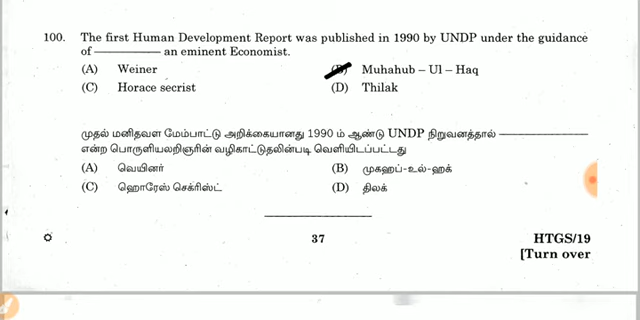 100. The first Human Development Report was published in 1990 by UNDP under the guidance
of ———— an eminent Economist.
(A) Weiner (B) Muhahub – Ul – Haq
(C) Horace secrist (D) Thilak
முதல் மனிதவள மேம்பாட்டு அறிக்கையானது 1990 ம் ஆண்டு UNDP நிறுவனத்தால் ————
என்ற பொருளியலறிஞரின் வழிகாட்டுதலின்படி வெளியிடப்பட்டது
(A) வெயினர் (B) முகஹப்-உல்-ஹக்
(C) ஹொரேஸ் செக்ரிஸ்ட் (D) திலக்
37 HTGS/19
[Turn over